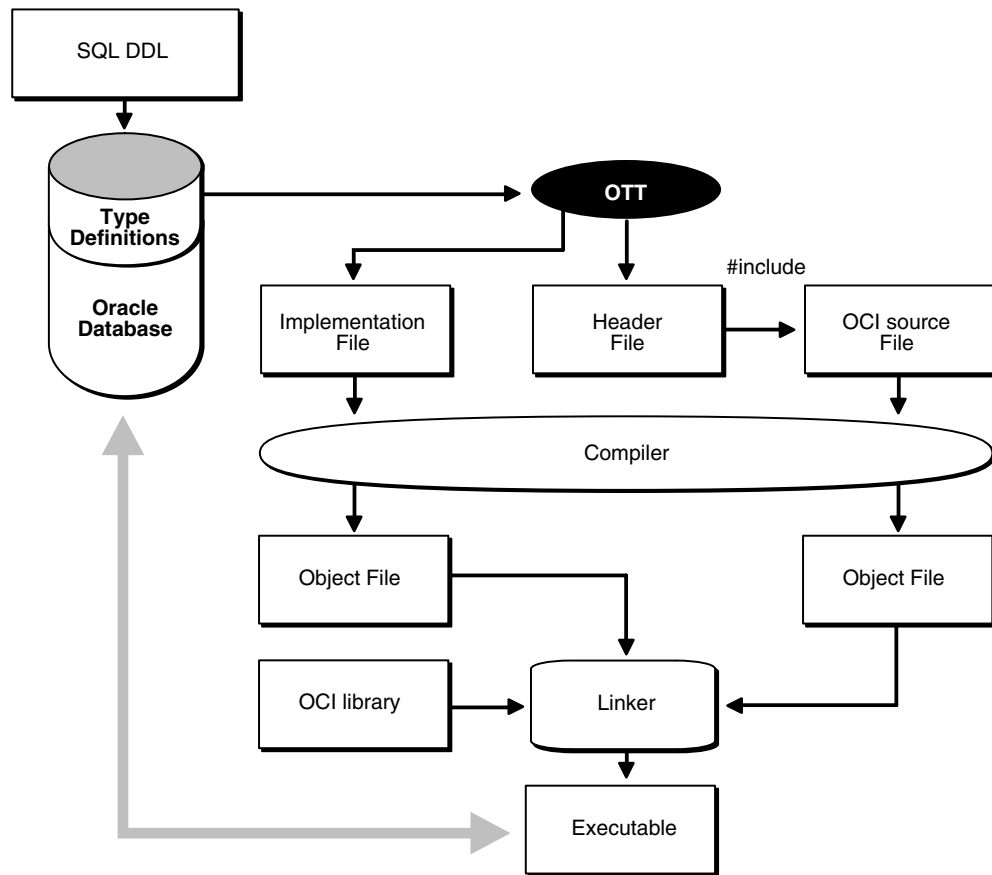 SQL DDL
OTT
Type
Definitions
#include
Oracle
Database
Implementation
File
Header
File
OCI source
File
Compiler
Object File
Object File
OCI library
Linker
Executable